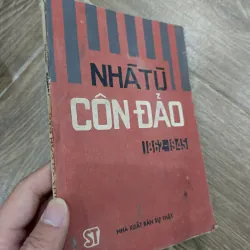 NHÀ TÙ
CÔN ĐẢO
1862-1945
ST
NHÀ XUẤT BẢN SỰ THẬT